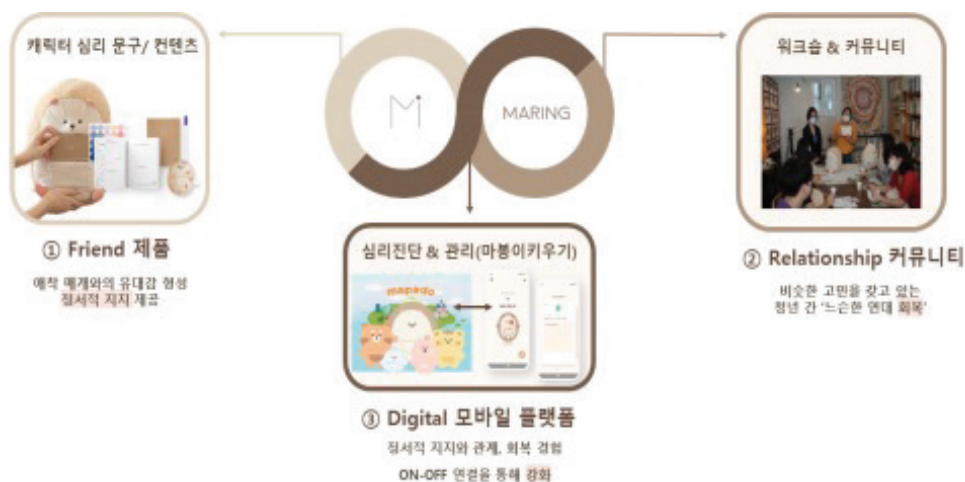 캐릭터 심리 문구/ 컨텐츠
Mi
MARING
워크숍 & 커뮤니티
① Friend 제품
애착 매개와의 유대감 형성
정서적 지지 제공
심리진단 & 관리(마봉이키우기)
mapado
② Relationship 커뮤니티
비슷한 고민을 갖고 있는
청년 간 ‘느슨한 연대 회복’
③ Digital 모바일 플랫폼
정서적 지지와 관계, 회복 경험
ON-OFF 연결을 통해 강화